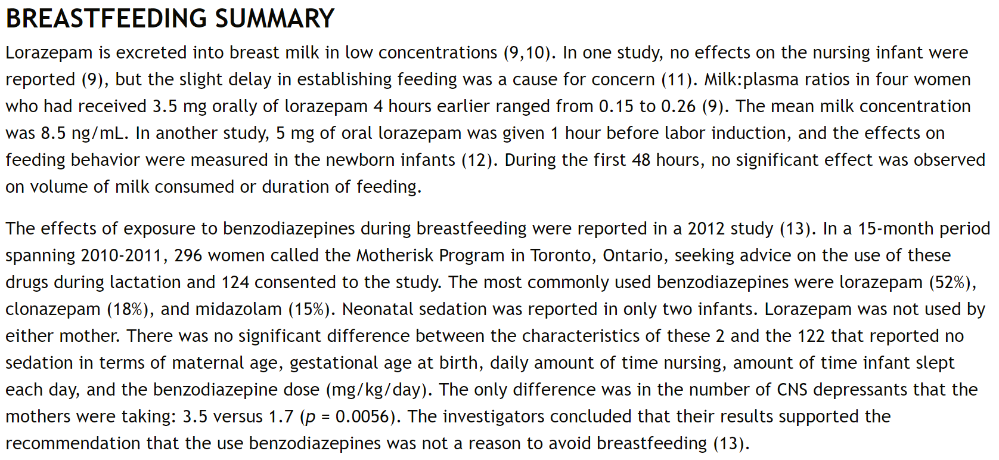 BREASTFEEDING SUMMARY
Lorazepam is excreted into breast milk in low concentrations (9,10). In one study, no effects on the nursing infant were
reported (9), but the slight delay in establishing feeding was a cause for concern (11). Milk:plasma ratios in four women
who had received 3.5 mg orally of lorazepam 4 hours earlier ranged from 0.15 to 0.26 (9). The mean milk concentration
was 8.5 ng/mL. In another study, 5 mg of oral lorazepam was given 1 hour before labor induction, and the effects on
feeding behavior were measured in the newborn infants (12). During the first 48 hours, no significant effect was observed
on volume of milk consumed or duration of feeding.
The effects of exposure to benzodiazepines during breastfeeding were reported in a 2012 study (13). In a 15-month period
spanning 2010-2011, 296 women called the Motherisk Program in Toronto, Ontario, seeking advice on the use of these
drugs during lactation and 124 consented to the study. The most commonly used benzodiazepines were lorazepam (52%),
clonazepam (18%), and midazolam (15%). Neonatal sedation was reported in only two infants. Lorazepam was not used by
either mother. There was no significant difference between the characteristics of these 2 and the 122 that reported no
sedation in terms of maternal age, gestational age at birth, daily amount of time nursing, amount of time infant slept
each day, and the benzodiazepine dose (mg/kg/day). The only difference was in the number of CNS depressants that the
mothers were taking: 3.5 versus 1.7 (p = 0.0056). The investigators concluded that their results supported the
recommendation that the use benzodiazepines was not a reason to avoid breastfeeding (13).